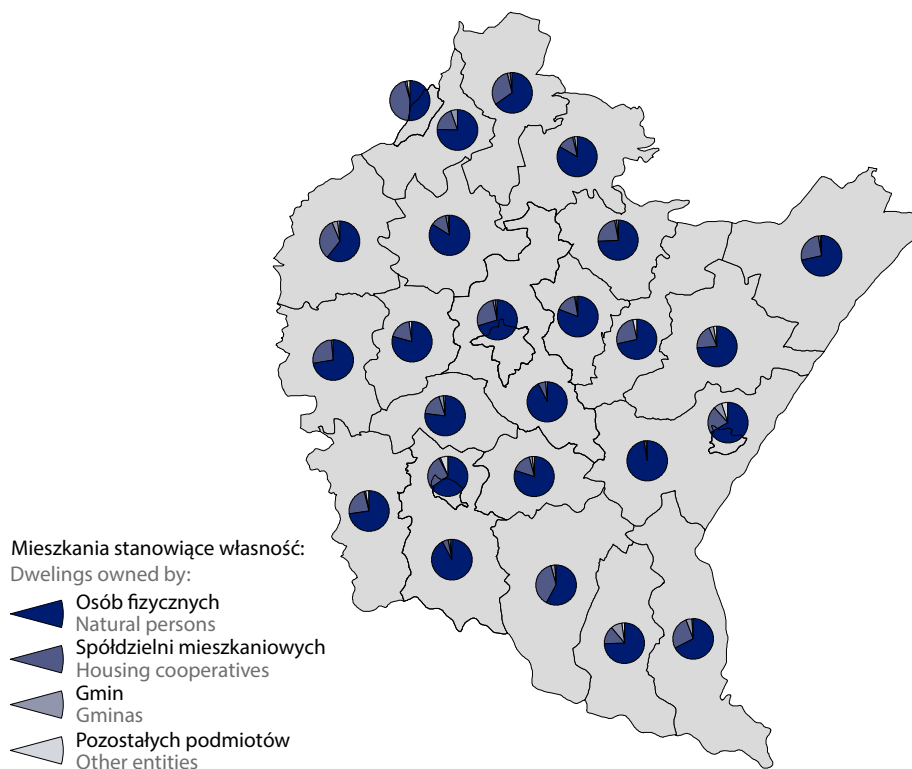 Mieszkania stanowiące własność:
Dwelings owned by:
Osób fizycznych
Natural persons
Spółdzielni mieszkaniowych
Housing cooperatives
Gmin
Gminas
Pozostałych podmiotów
Other entities